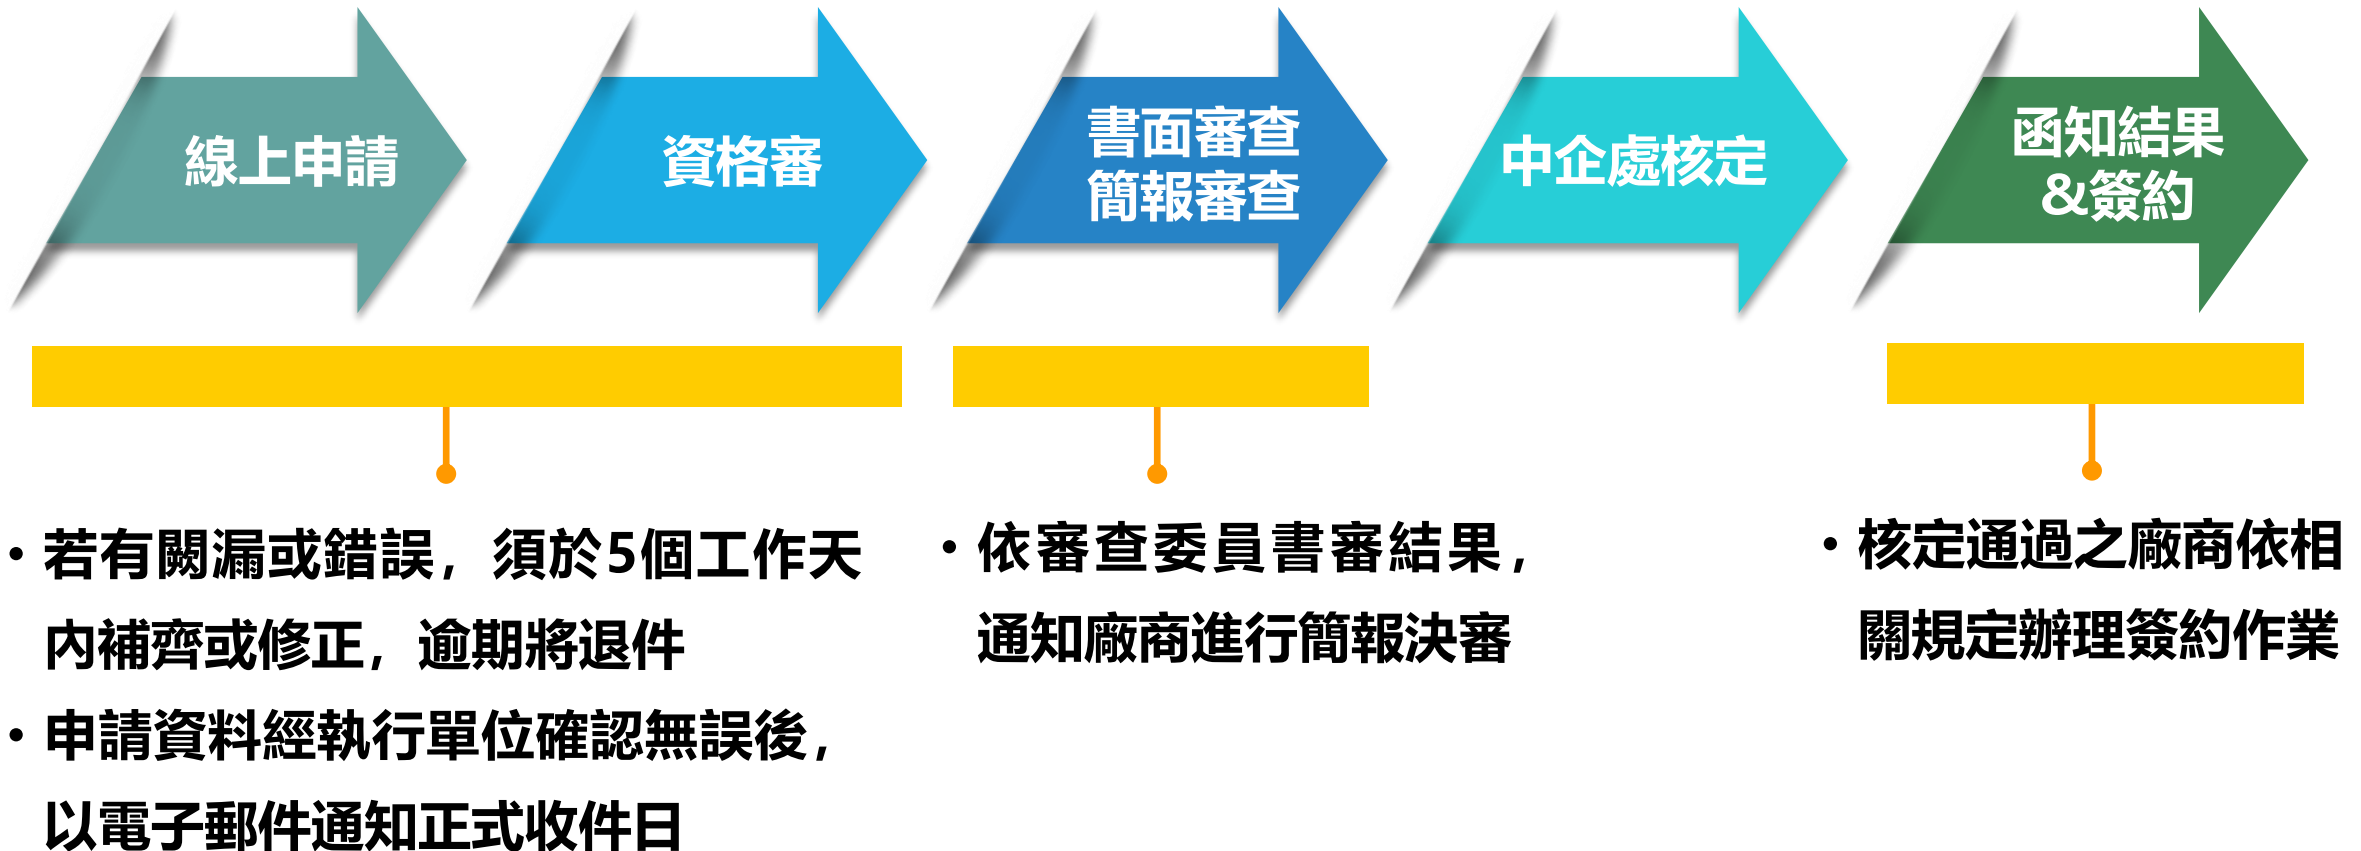 線上申請
資格審
書面審查
簡報審查
中企處核定
函知結果
&簽約
• 若有闕漏或錯誤，須於5個工作天
內補齊或修正，逾期將退件
• 申請資料經執行單位確認無誤後，
以電子郵件通知正式收件日
• 依審查委員書審結果，
通知廠商進行簡報決審
• 核定通過之廠商依相
關規定辦理簽約作業